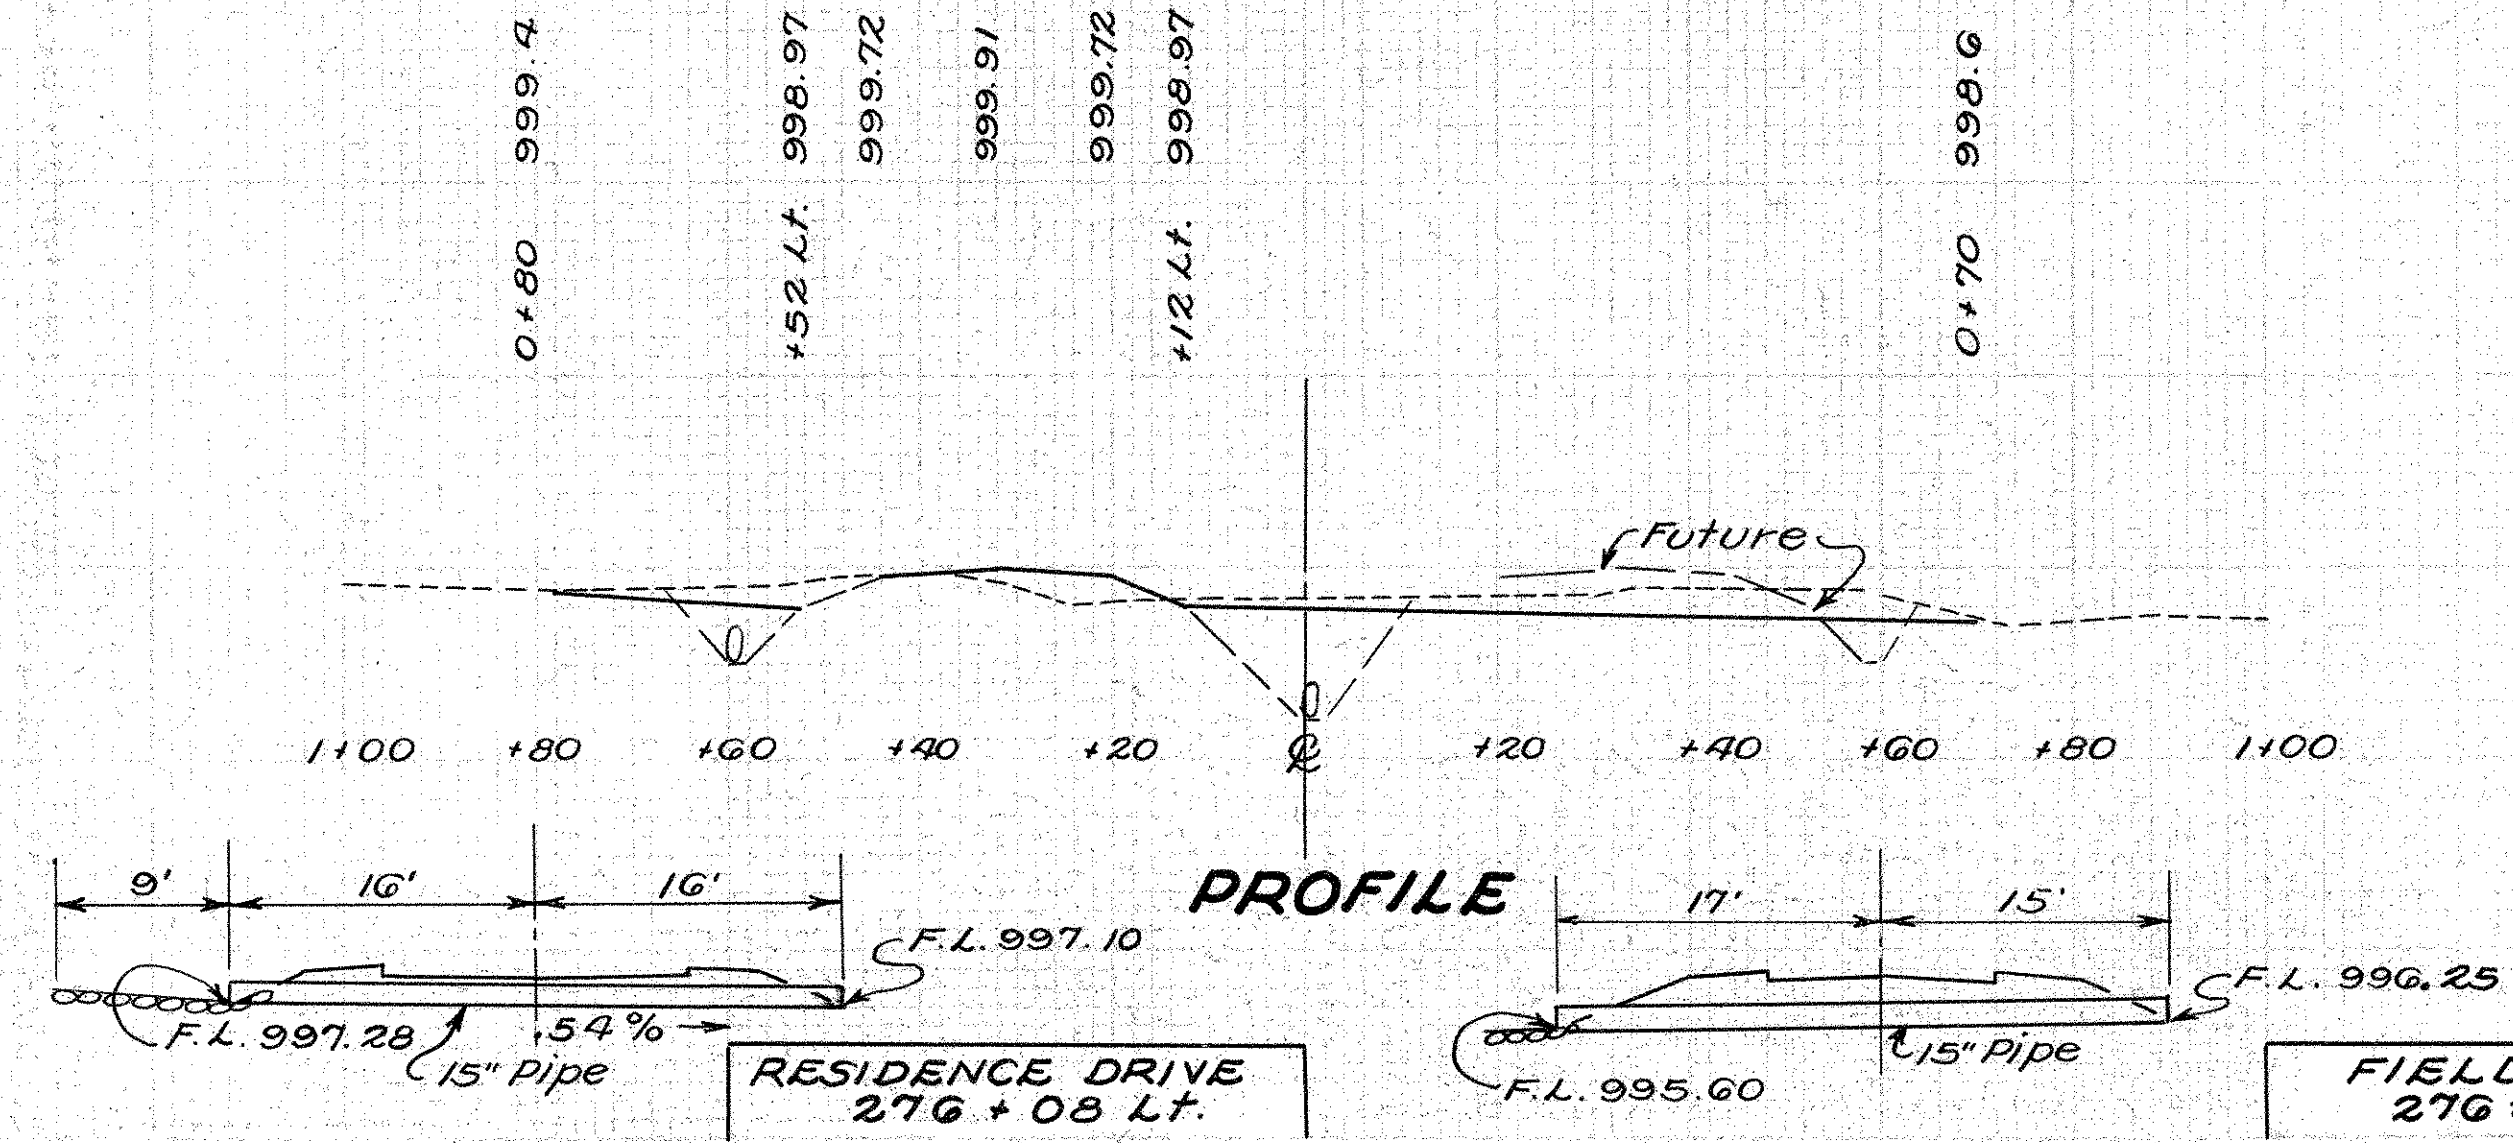 0+80 999.4
+52 Lt. 998.97
999.72
999.91
999.72
+12 Lt. 998.97
0+70 998.6
Future
1+00 +80 +60 +40 +20 ℄ +20 +40 +60 +80 1+00
PROFILE
9' 16' 16'
17' 15'
F.L. 997.10
F.L. 996.25
F.L. 997.28
.54%
15" Pipe
15" Pipe
F.L. 995.60
RESIDENCE DRIVE
276 + 08 Lt.
FIEL
276